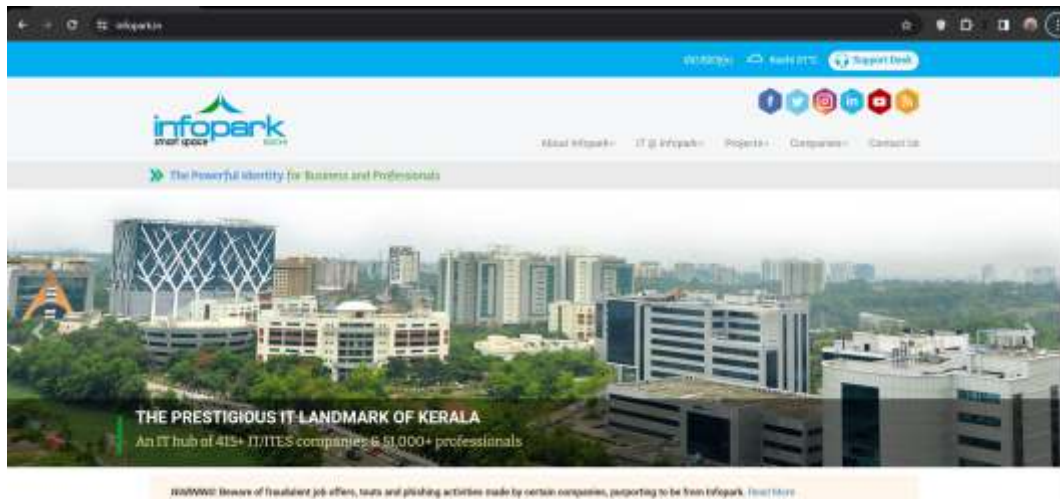 infopark.in
Kochi 31°C Support Desk
infopark
smart space KOCHI
About Infopark IT @ Infopark Projects Companies Contact Us
The Powerful Identity for Business and Professionals
THE PRESTIGIOUS IT LANDMARK OF KERALA
An IT hub of 415+ IT/ITES companies & 51,000+ professionals
WARNING! Beware of fraudulent job offers, touts and phishing activities made by certain companies, purporting to be from Infopark. Read More